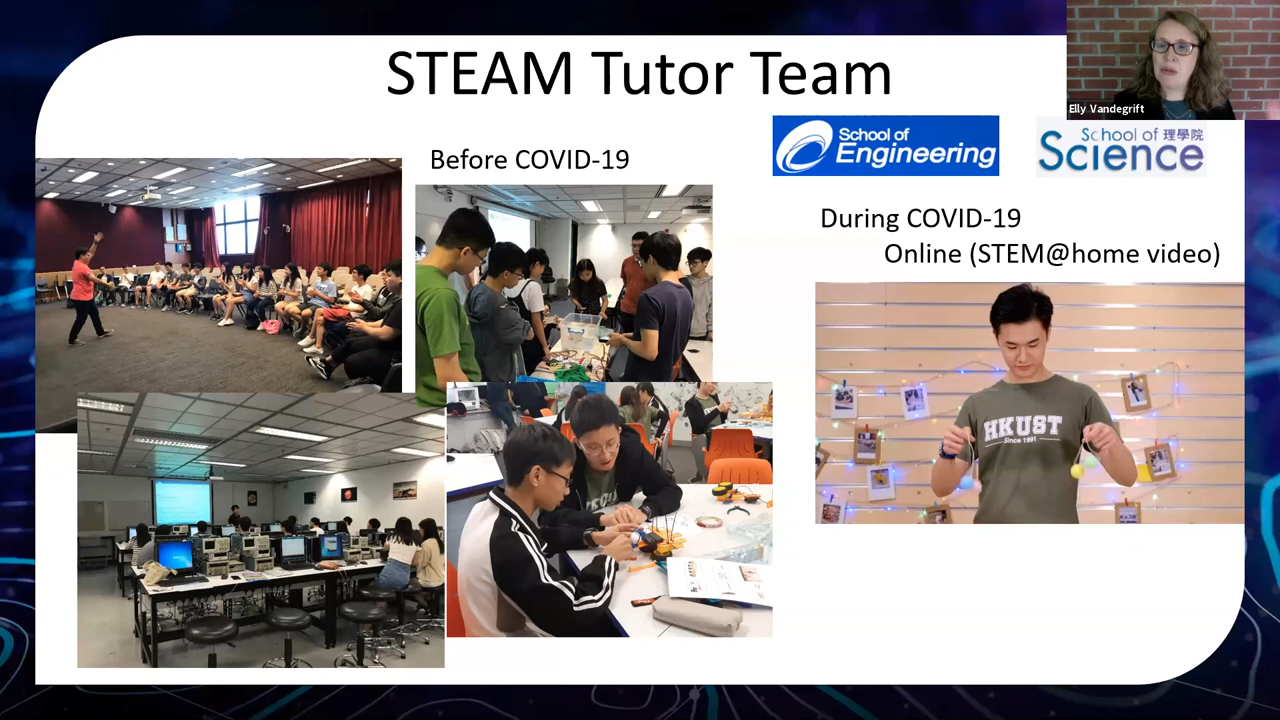 STEAM Tutor Team
Elly Vandegrift
Before COVID-19
School of
Engineering
School of 理學院
Science
During COVID-19
Online (STEM@home video)
HKUST
Since 1991